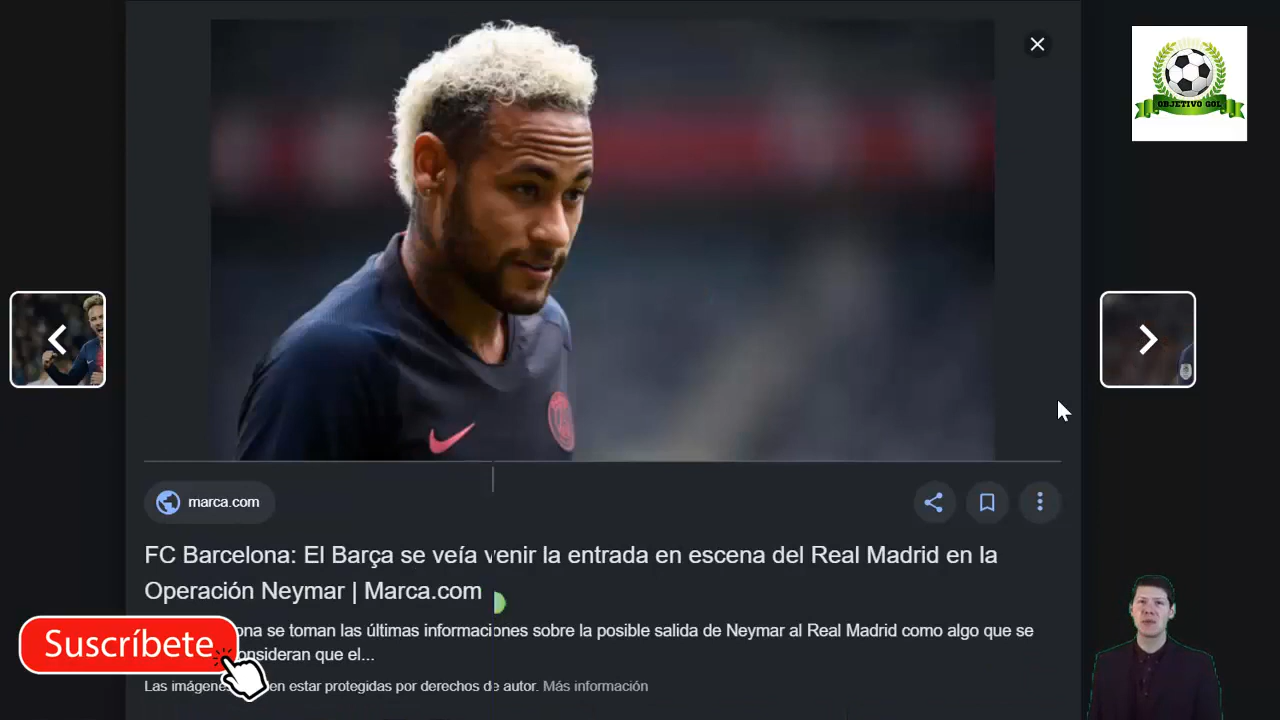 OBJETIVO GOL
marca.com
FC Barcelona: El Barça se veía venir la entrada en escena del Real Madrid en la
Operación Neymar | Marca.com
ona se toman las últimas informaciones sobre la posible salida de Neymar al Real Madrid como algo que se
onsideran que el...
Suscríbete
Las imágene en estar protegidas por derechos de autor. Más información